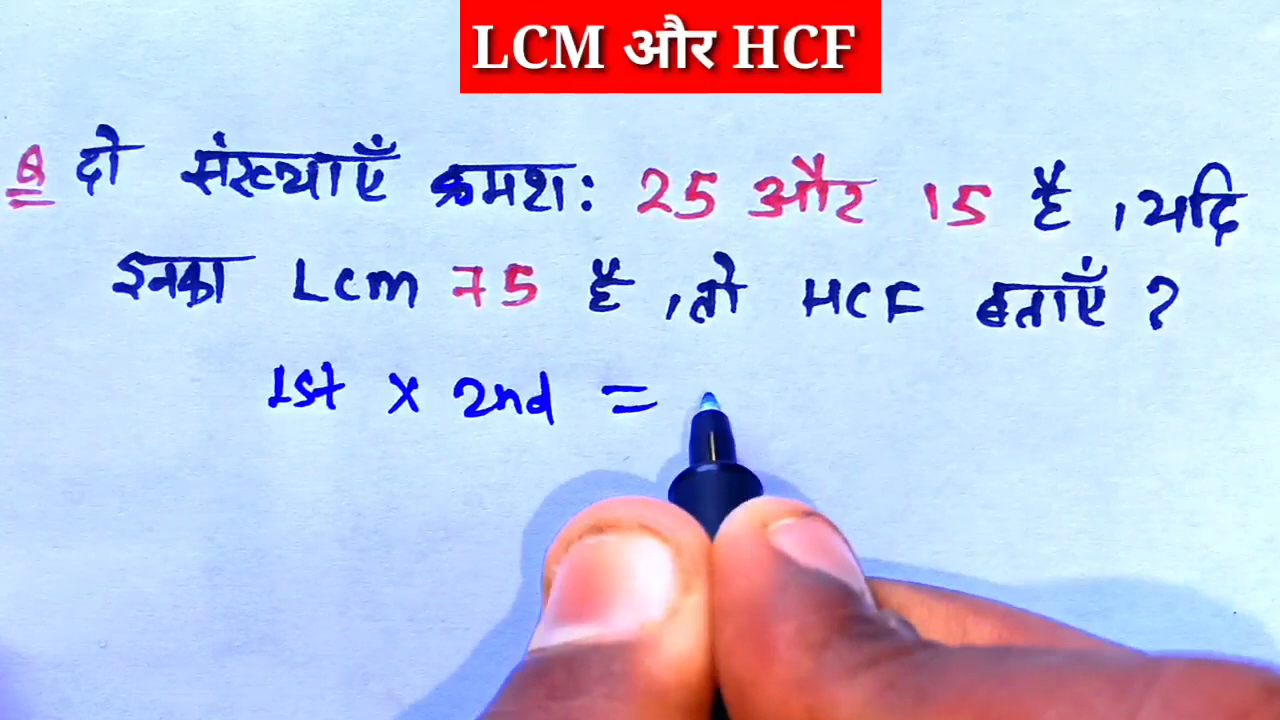 LCM और HCF
Q दो संख्याएँ क्रमश: 25 और 15 है, यदि
इनका Lcm 75 है, तो HCF बताएँ ?
1st × 2nd =